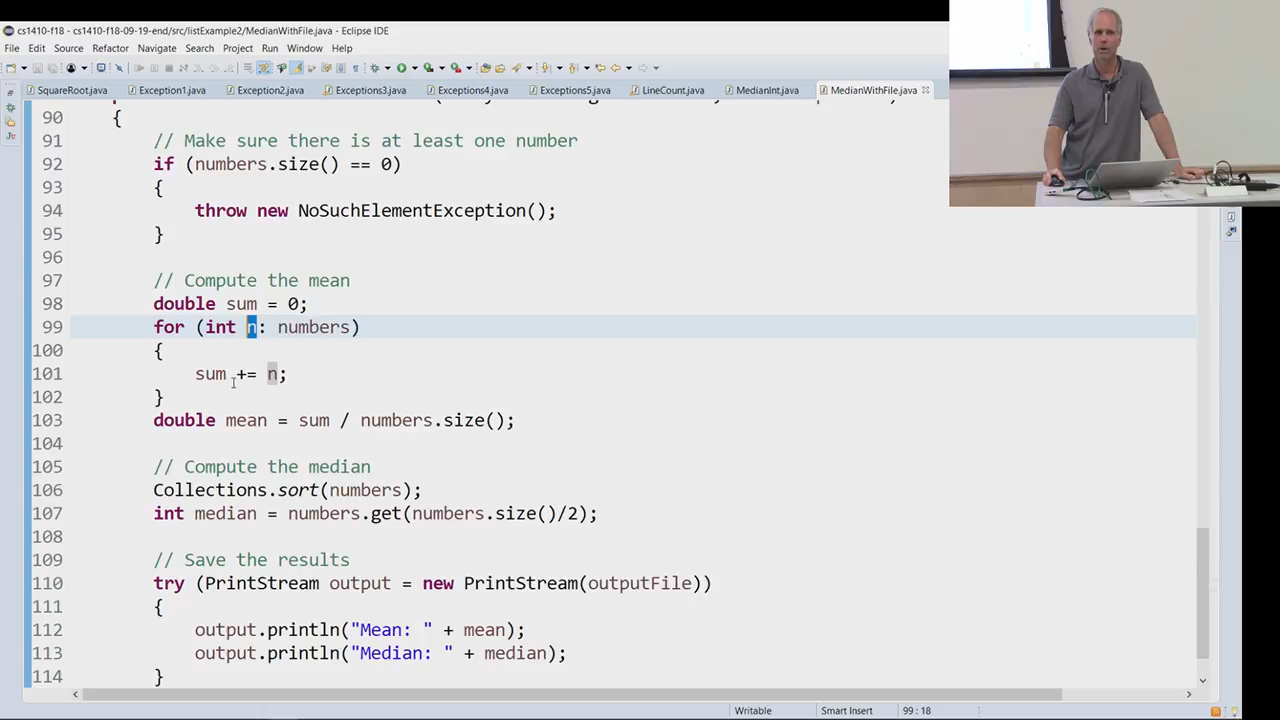 cs1410-f18 - cs1410-f18-09-19-end/src/listExample2/MedianWithFile.java - Eclipse IDE
File Edit Source Refactor Navigate Search Project Run Window Help
SquareRoot.java Exception1.java Exception2.java Exceptions3.java Exceptions4.java Exceptions5.java LineCount.java MedianInt.java MedianWithFile.java
90 {
91 // Make sure there is at least one number
92 if (numbers.size() == 0)
93 {
94 throw new NoSuchElementException();
95 }
96
97 // Compute the mean
98 double sum = 0;
99 for (int n: numbers)
100 {
101 sum += n;
102 }
103 double mean = sum / numbers.size();
104
105 // Compute the median
106 Collections.sort(numbers);
107 int median = numbers.get(numbers.size()/2);
108
109 // Save the results
110 try (PrintStream output = new PrintStream(outputFile))
111 {
112 output.println("Mean: " + mean);
113 output.println("Median: " + median);
114 }
Writable Smart Insert 99 : 18